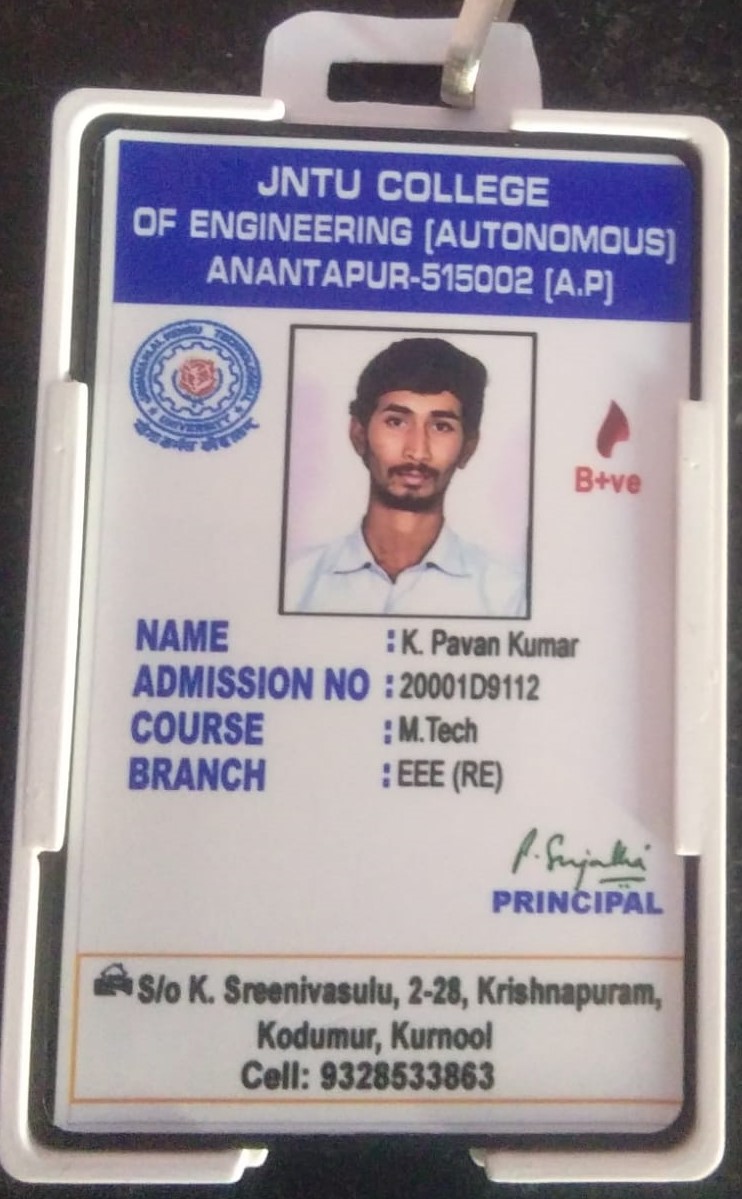 JNTU COLLEGE
OF ENGINEERING (AUTONOMOUS)
ANANTAPUR-515002 (A.P)
JAWAHARLAL NEHRU TECHNOLOGICAL
UNIVERSITY
B+ve
NAME : K. Pavan Kumar
ADMISSION NO : 20001D9112
COURSE : M.Tech
BRANCH : EEE (RE)
P. Sujatha
PRINCIPAL
S/o K. Sreenivasulu, 2-28, Krishnapuram,
Kodumur, Kurnool
Cell: 9328533863